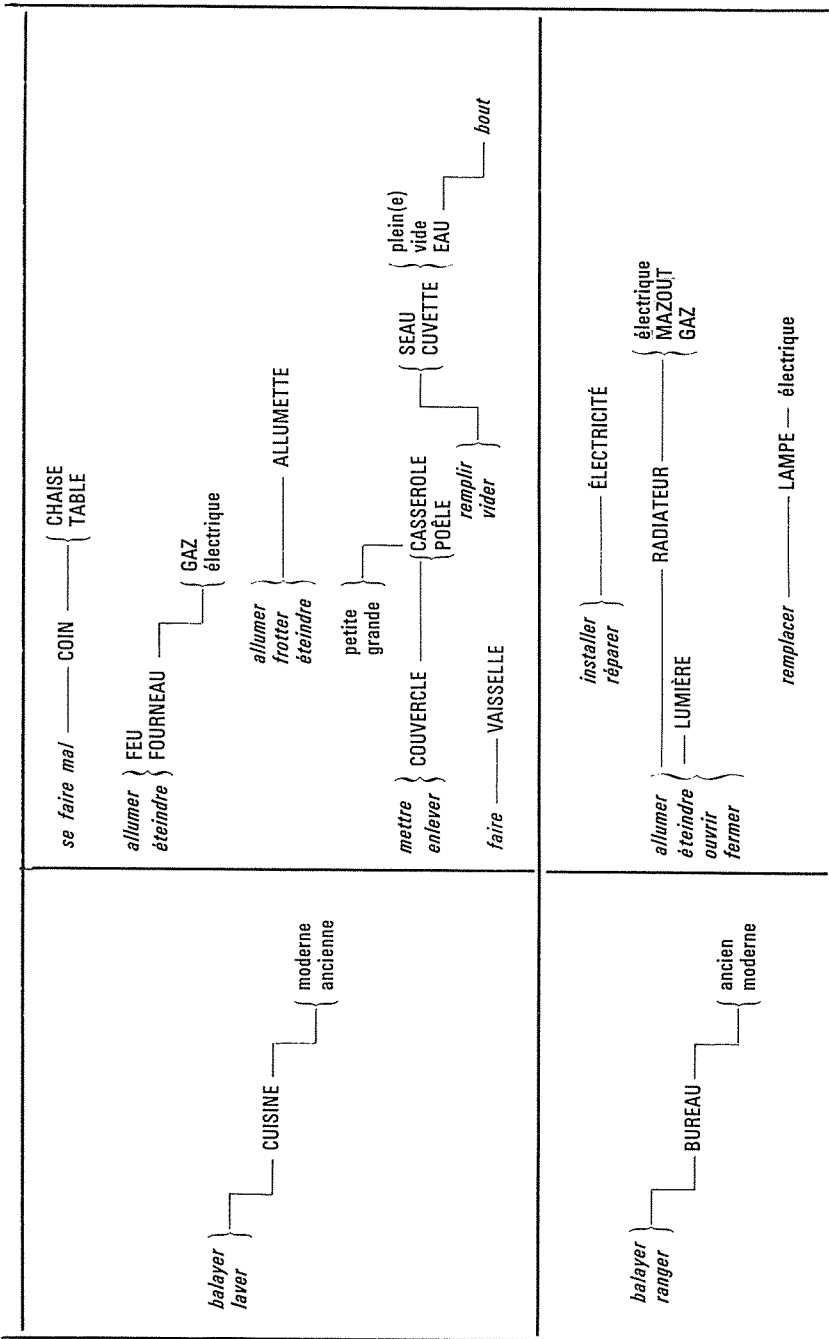 balayer
laver
CUISINE
moderne
ancienne
se faire mal COIN CHAISE
TABLE
allumer FEU
éteindre FOURNEAU
GAZ
électrique
allumer
frotter ALLUMETTE
éteindre
petite
grande
mettre COUVERCLE CASSEROLE SEAU plein(e)
enlever POÊLE CUVETTE vide
EAU
remplir
vider
bout
faire VAISSELLE
balayer
ranger
BUREAU
ancien
moderne
installer ÉLECTRICITÉ
réparer
allumer RADIATEUR électrique
éteindre LUMIÈRE MAZOUT
ouvrir GAZ
fermer
remplacer LAMPE électrique